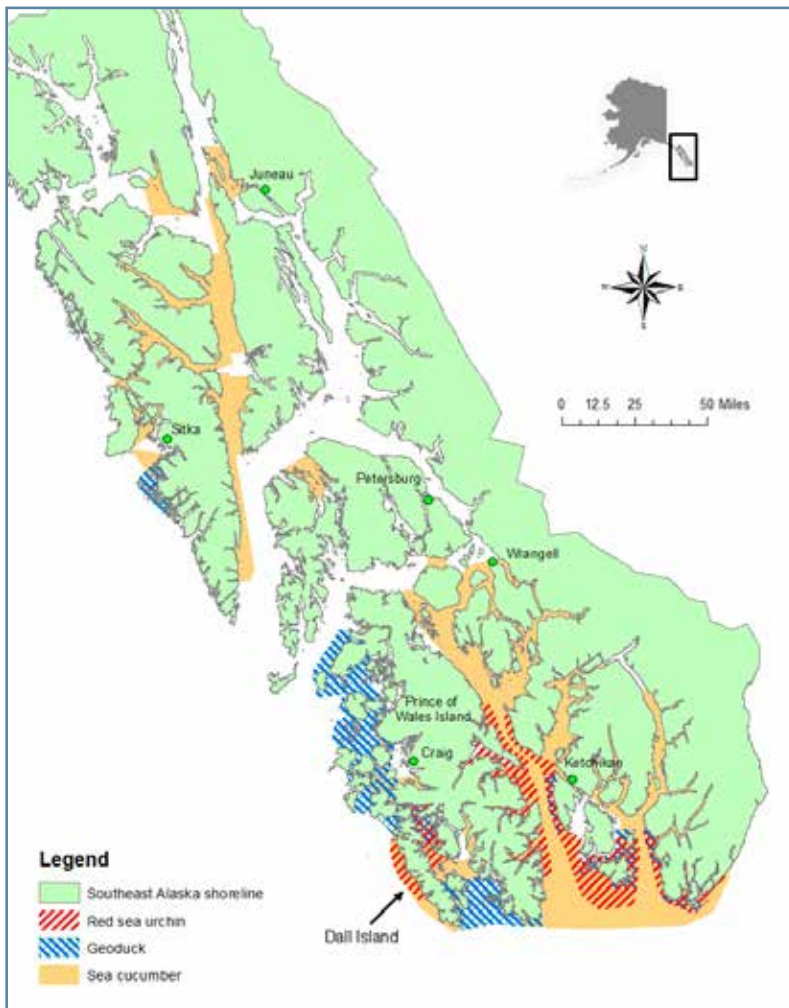 Juneau
N
W
E
S
0 12.5 25 50 Miles
Sitka
Petersburg
Wrangell
Prince of
Wales Island
Craig
Ketchikan
Legend
Southeast Alaska shoreline
Red sea urchin
Geoduck
Sea cucumber
Dall Island